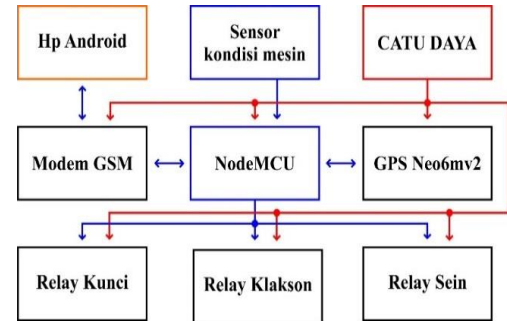 Hp Android
Sensor
kondisi mesin
CATU DAYA
Modem GSM
NodeMCU
GPS Neo6mv2
Relay Kunci
Relay Klakson
Relay Sein